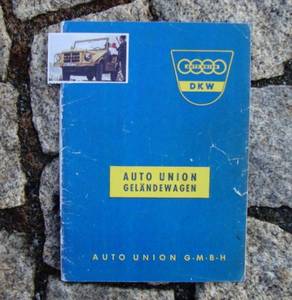 DKW
AUTO UNION
GELÄNDEWAGEN
AUTO UNION G·M·B·H